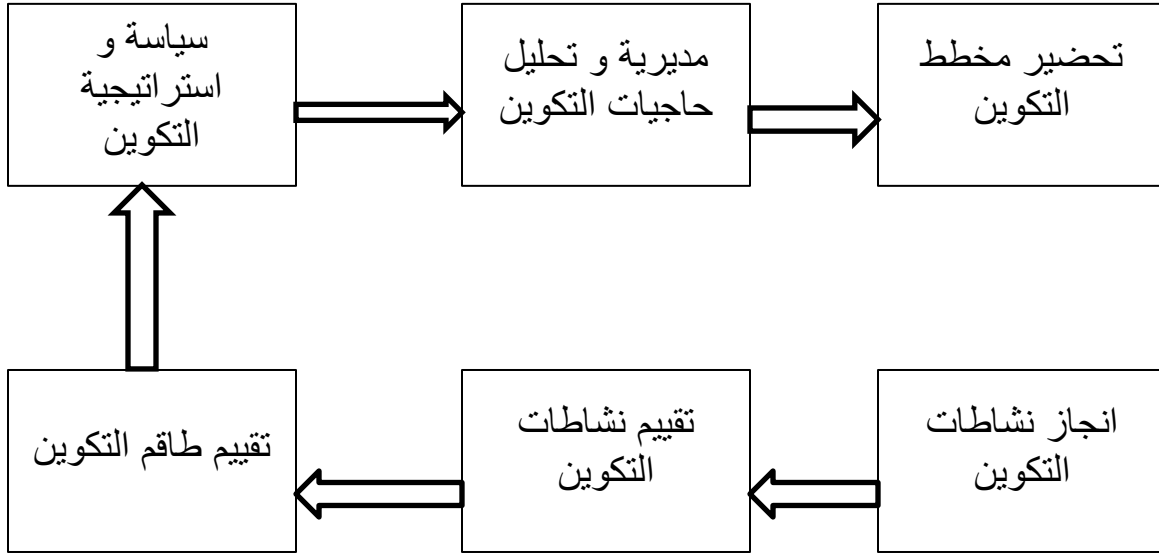 سياسة و
استراتيجية
التكوين
مديرية و تحليل
حاجيات التكوين
تحضير مخطط
التكوين
انجاز نشاطات
التكوين
تقييم نشاطات
التكوين
تقييم طاقم التكوين